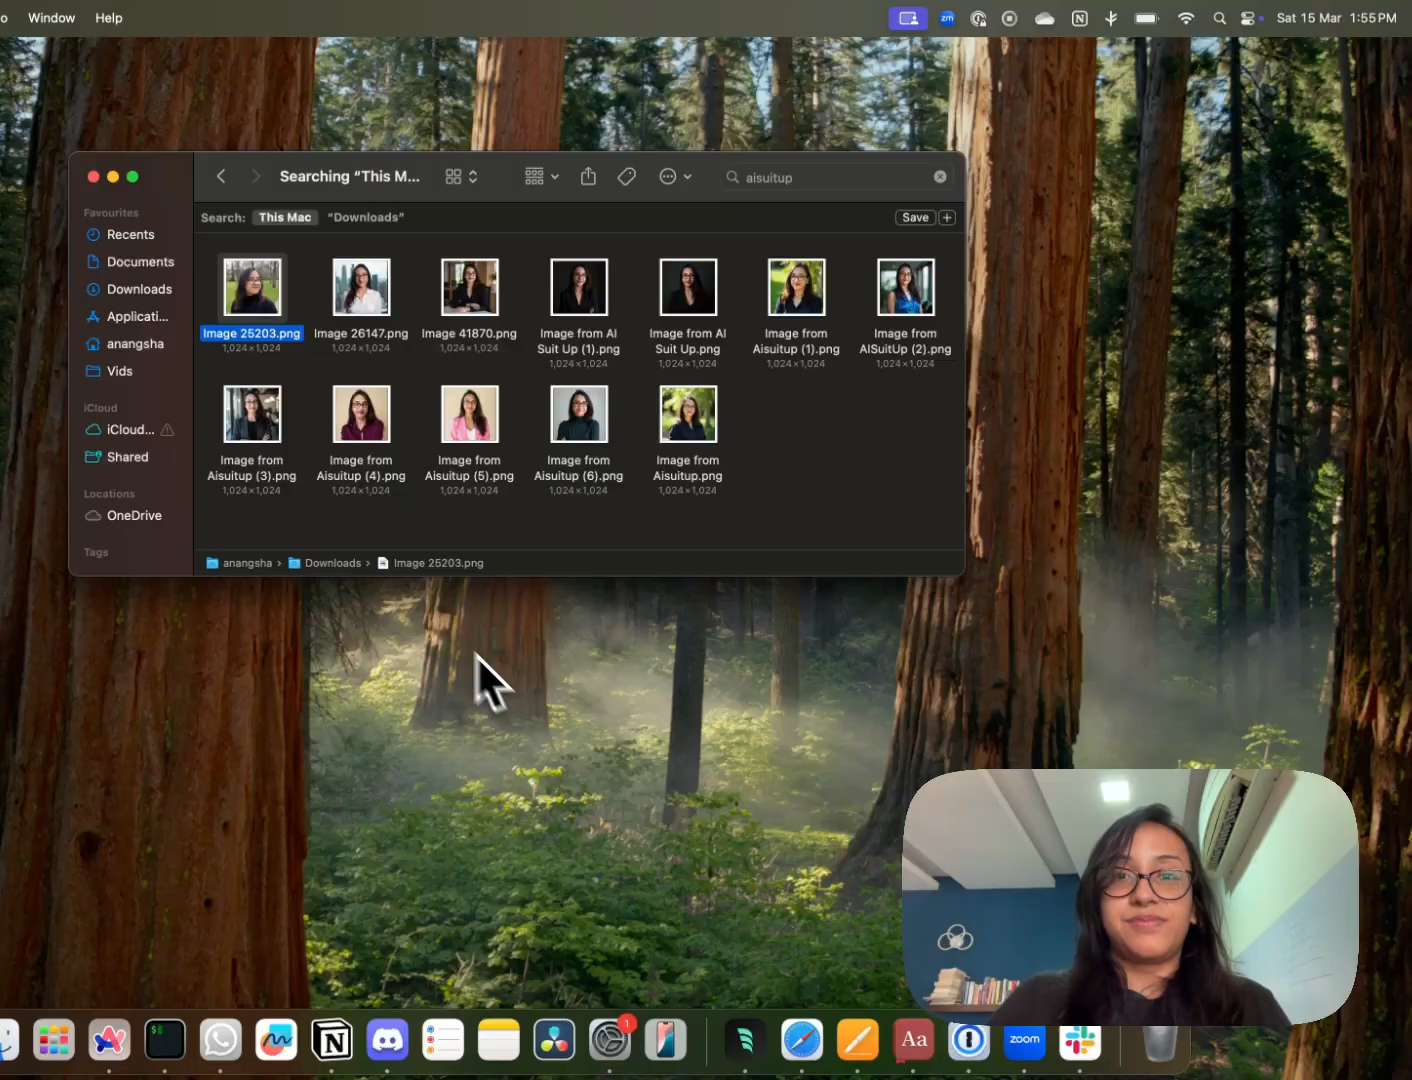 Window Help
zm
N
Sat 15 Mar 1:55 PM
Searching “This M...
aisuitup
Search: This Mac “Downloads” Save +
Favourites
Recents
Documents
Downloads
Applicati...
anangsha
Vids
iCloud
iCloud...
Shared
Locations
OneDrive
Tags
Image 25203.png
1,024×1,024
Image 26147.png
1,024×1,024
Image 41870.png
1,024×1,024
Image from AI
Suit Up (1).png
1,024×1,024
Image from AI
Suit Up.png
1,024×1,024
Image from
Aisuitup (1).png
1,024×1,024
Image from
AISuitUp (2).png
1,024×1,024
Image from
Aisuitup (3).png
1,024×1,024
Image from
Aisuitup (4).png
1,024×1,024
Image from
Aisuitup (5).png
1,024×1,024
Image from
Aisuitup (6).png
1,024×1,024
Image from
Aisuitup.png
1,024×1,024
anangsha › Downloads › Image 25203.png
$
N
1
Aa
1
zoom